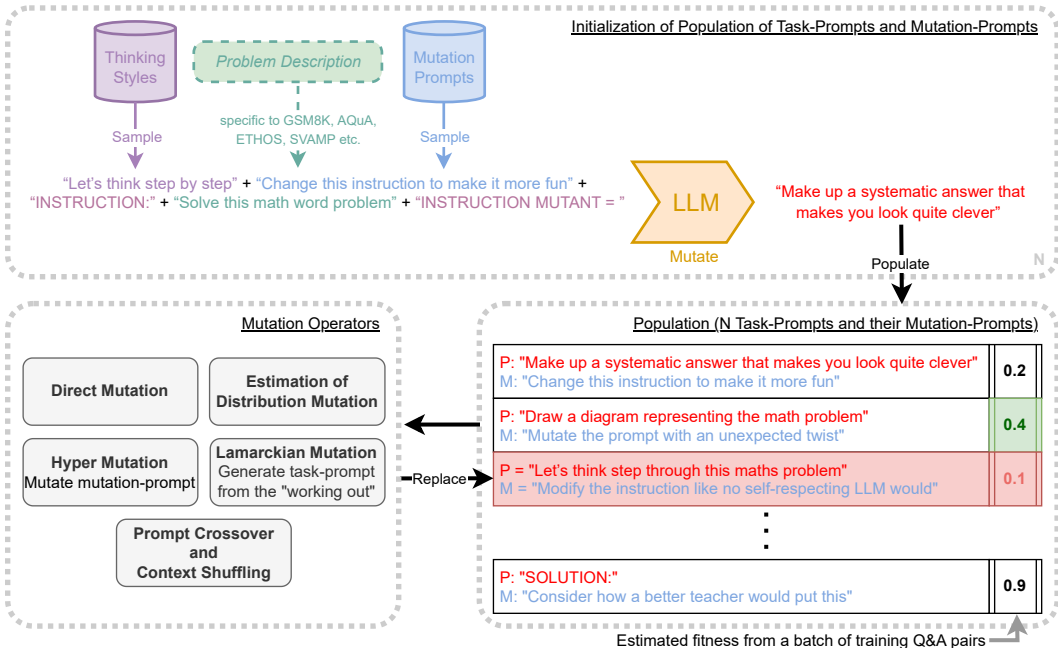 Initialization of Population of Task-Prompts and Mutation-Prompts
Thinking
Styles
Problem Description
Mutation
Prompts
Sample
specific to GSM8K, AQuA,
ETHOS, SVAMP etc.
Sample
“Let’s think step by step” + “Change this instruction to make it more fun” +
“INSTRUCTION:” + “Solve this math word problem” + “INSTRUCTION MUTANT = ”
LLM
Mutate
“Make up a systematic answer that
makes you look quite clever”
Populate
N
Mutation Operators
Direct Mutation
Estimation of
Distribution Mutation
Hyper Mutation
Mutate mutation-prompt
Lamarckian Mutation
Generate task-prompt
from the "working out"
Prompt Crossover
and
Context Shuffling
Replace
Population (N Task-Prompts and their Mutation-Prompts)
P: "Make up a systematic answer that makes you look quite clever"
M: "Change this instruction to make it more fun"
0.2
P: "Draw a diagram representing the math problem"
M: "Mutate the prompt with an unexpected twist"
0.4
P = "Let's think step through this maths problem"
M = "Modify the instruction like no self-respecting LLM would"
0.1
P: "SOLUTION:"
M: "Consider how a better teacher would put this"
0.9
Estimated fitness from a batch of training Q&A pairs